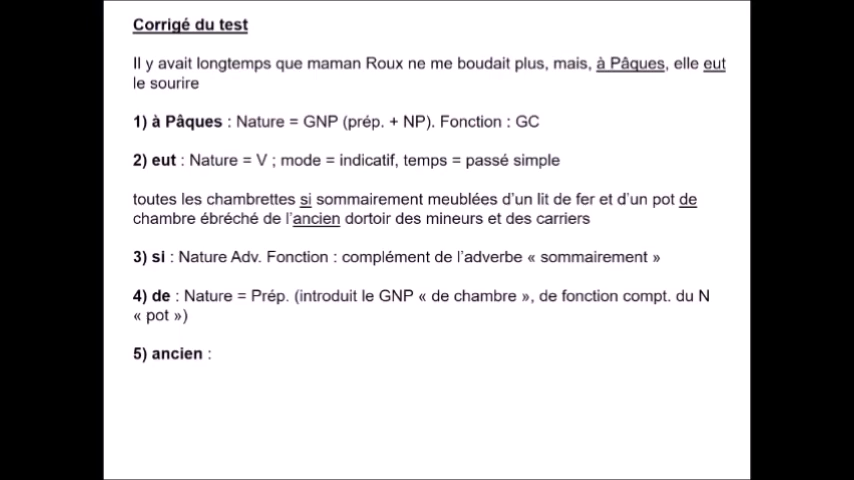 Corrigé du test
Il y avait longtemps que maman Roux ne me boudait plus, mais, à Pâques, elle eut
le sourire
1) à Pâques : Nature = GNP (prép. + NP). Fonction : GC
2) eut : Nature = V ; mode = indicatif, temps = passé simple
toutes les chambrettes si sommairement meublées d'un lit de fer et d'un pot de
chambre ébréché de l'ancien dortoir des mineurs et des carriers
3) si : Nature Adv. Fonction : complément de l'adverbe « sommairement »
4) de : Nature = Prép. (introduit le GNP « de chambre », de fonction compt. du N
« pot »)
5) ancien :